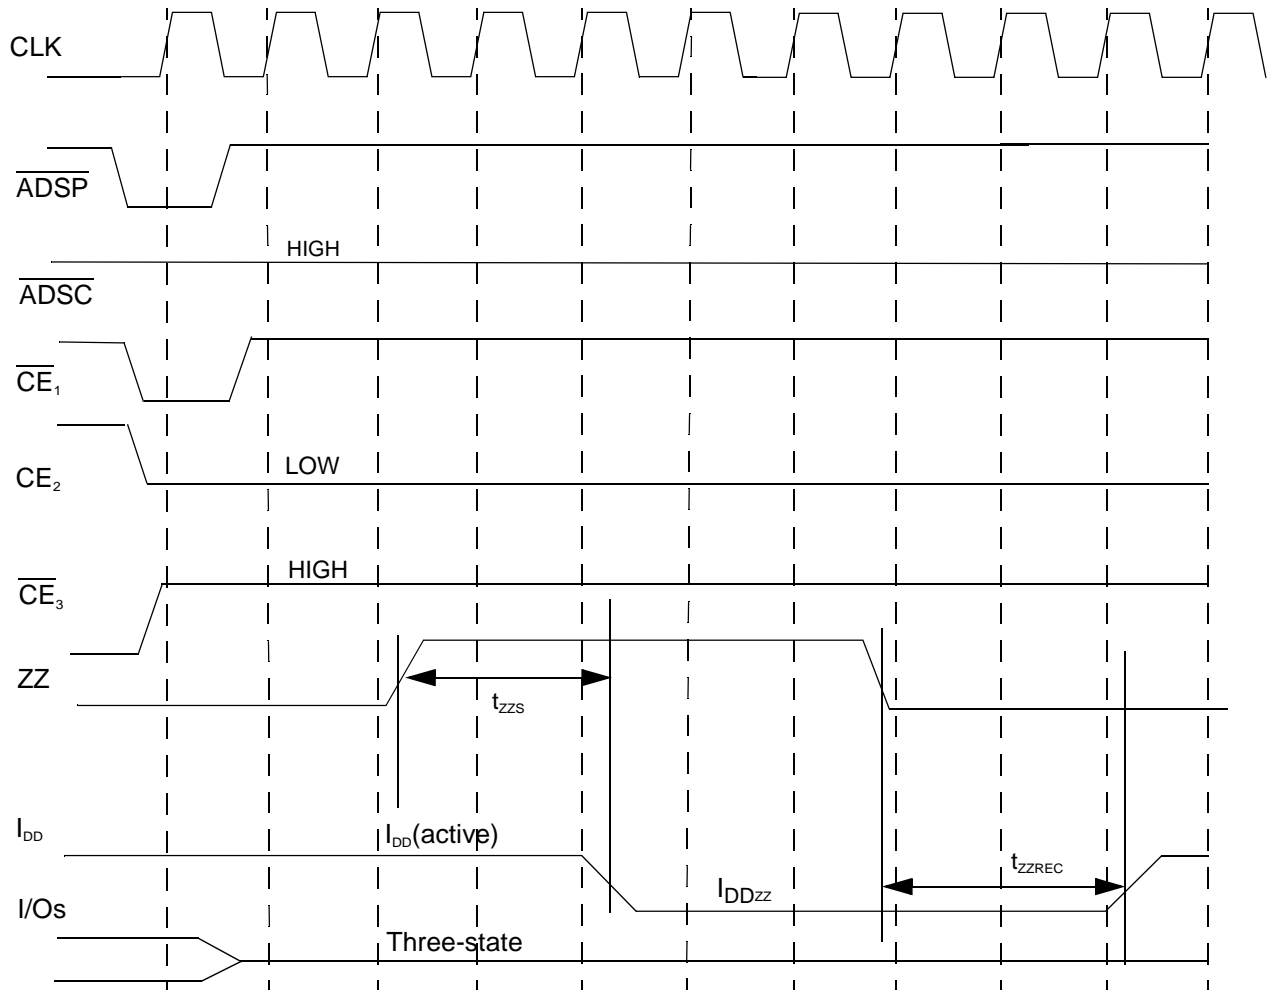 CLK
ADSP
HIGH
ADSC
CE1
LOW
CE2
HIGH
CE3
ZZ
tZZS
IDD
IDD(active)
tZZREC
IDDZZ
I/Os
Three-state